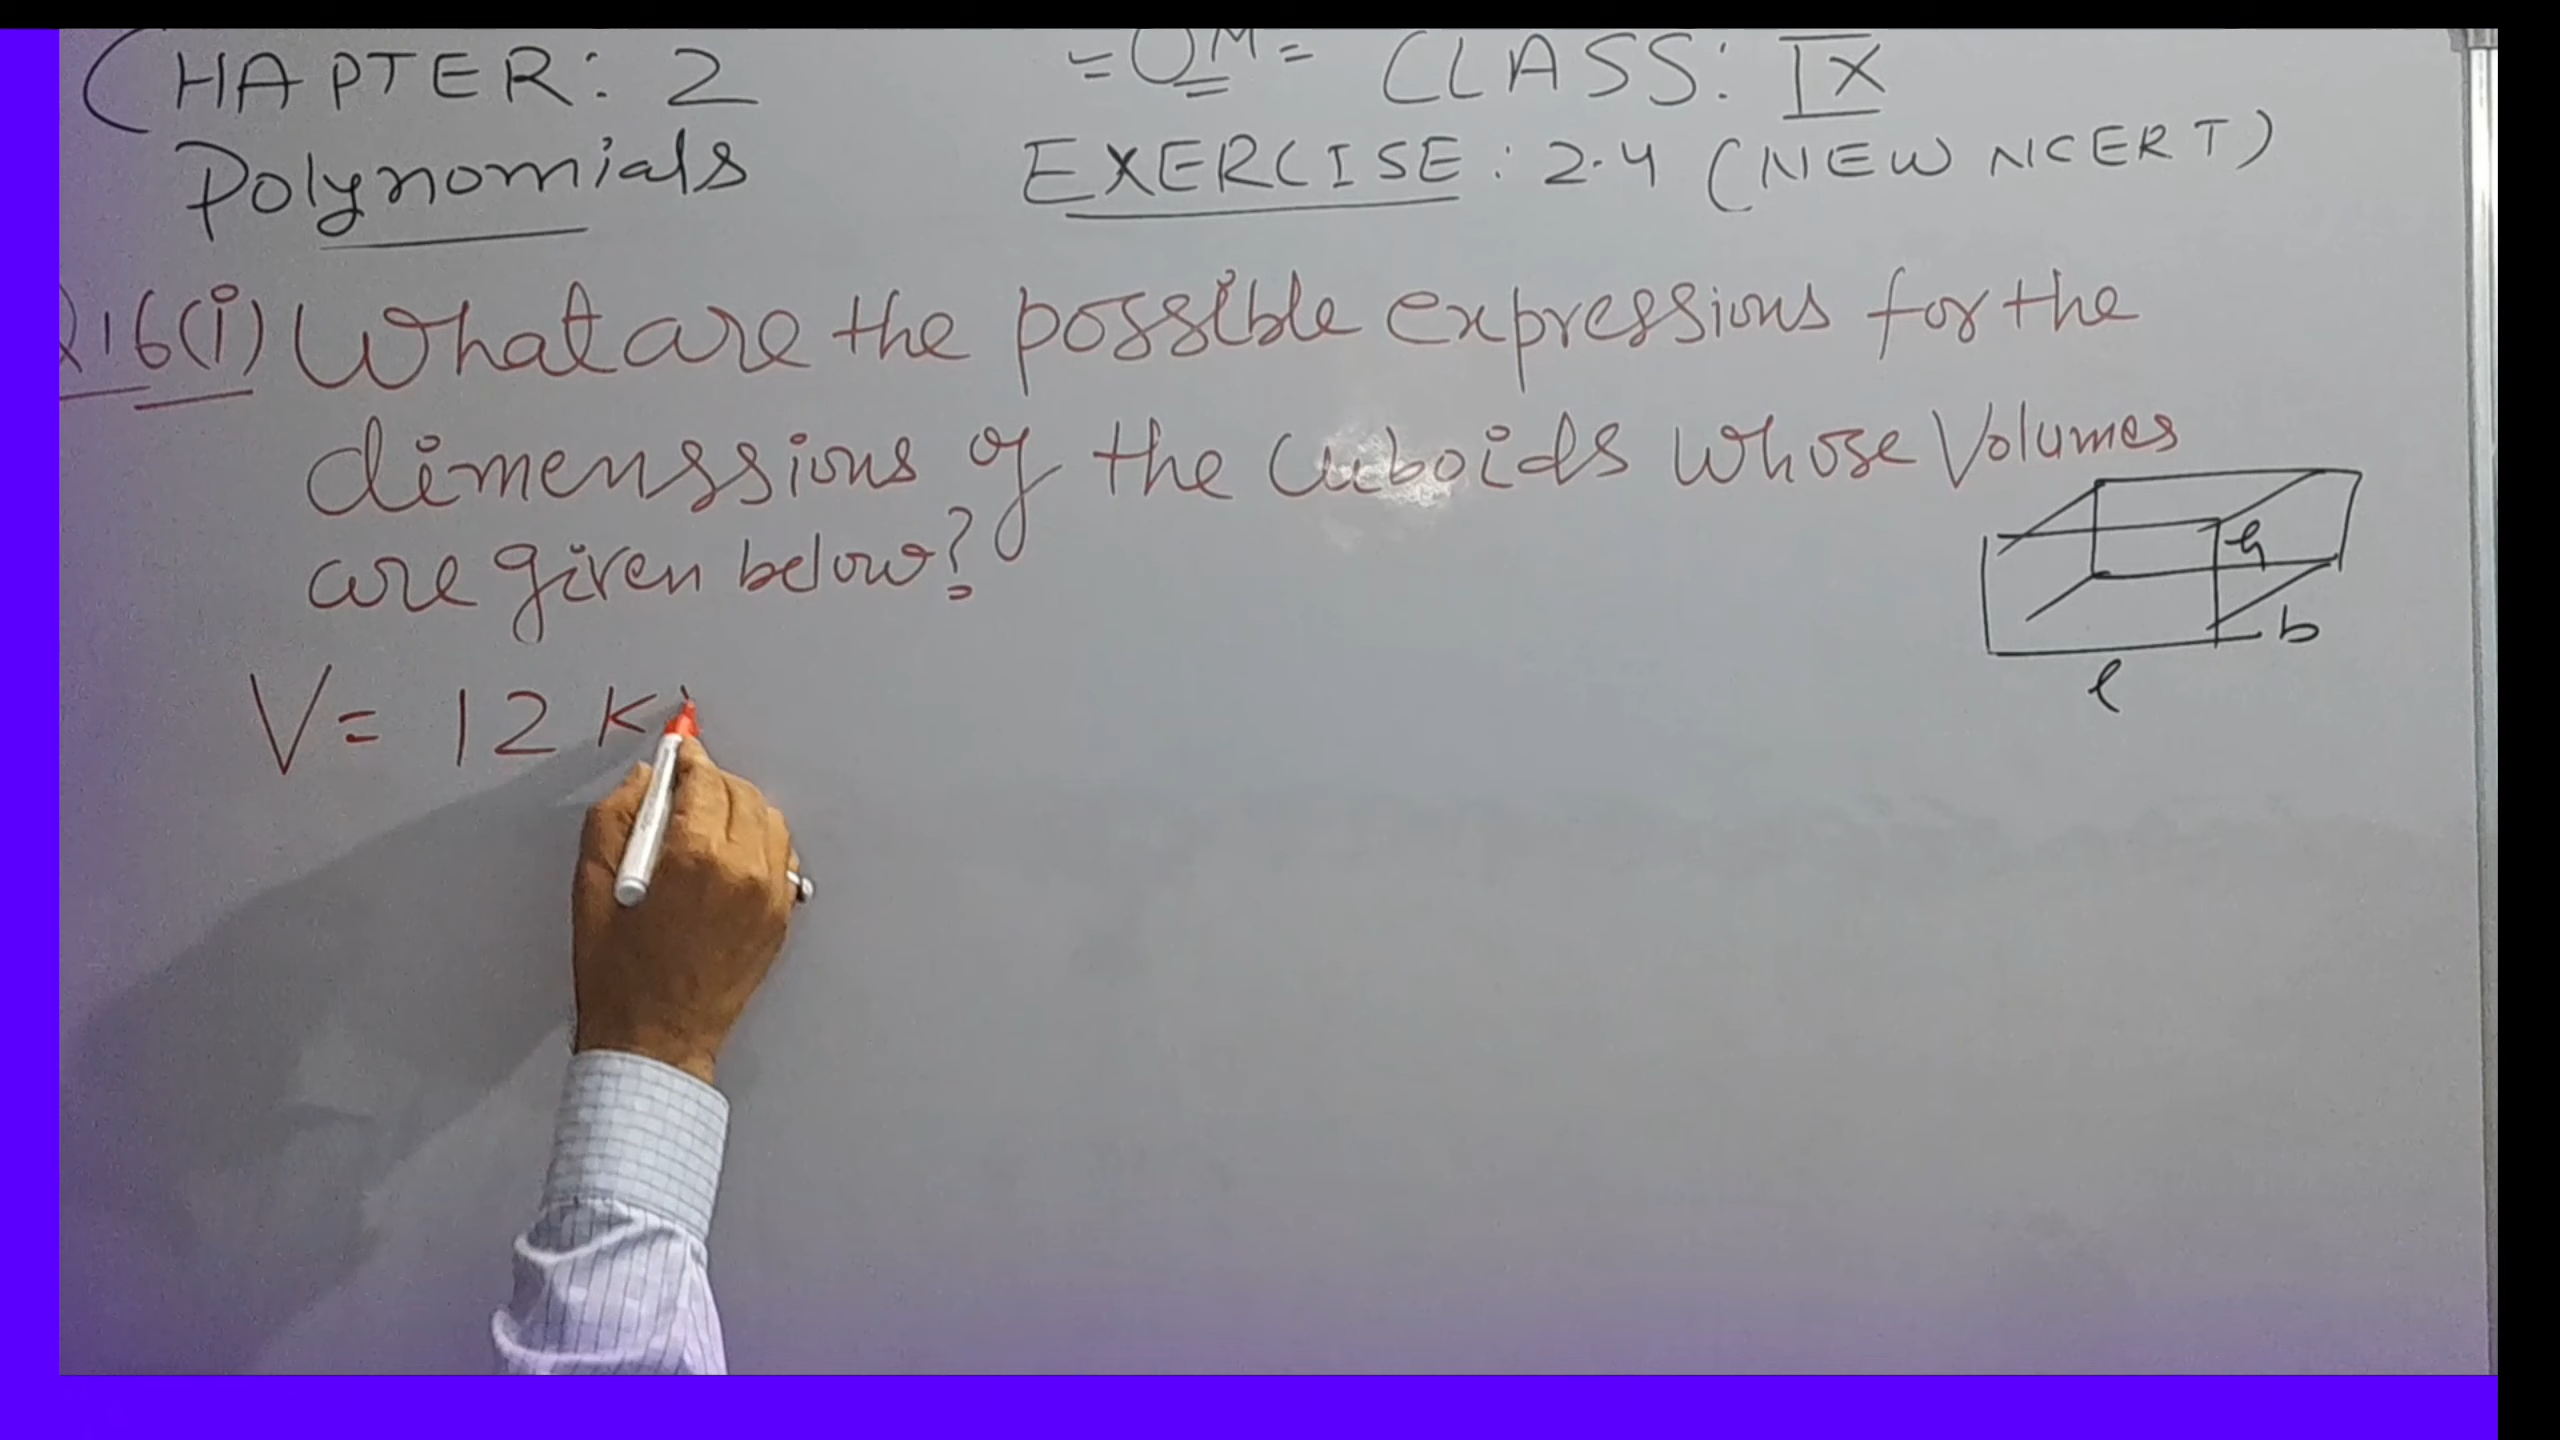 CHAPTER: 2
=OM= CLASS: IX
Polynomials
EXERCISE: 2.4 (NEW NCERT)
Q16(i) What are the possible expressions for the
dimenssions of the cuboids whose Volumes
are given below?
h
b
l
V= 12 K